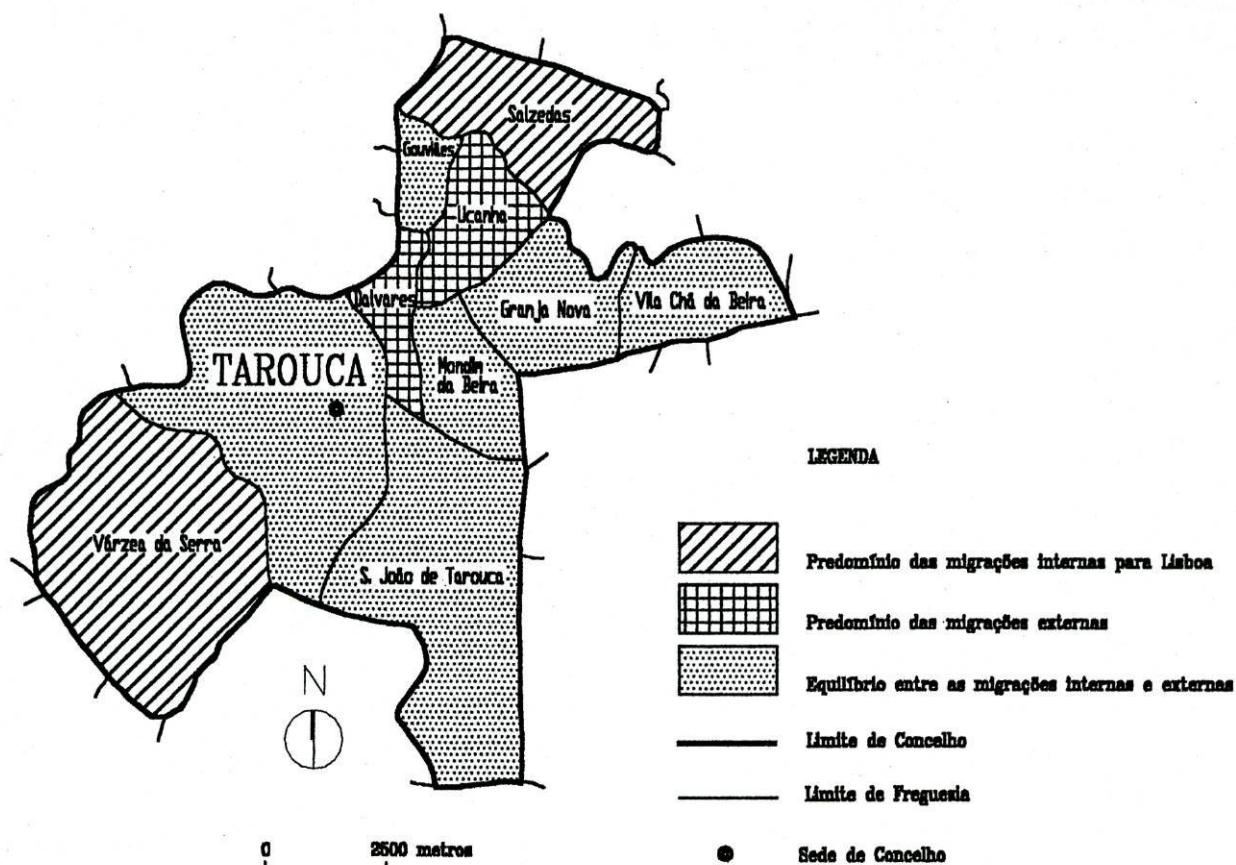 Salzedas
Gouviães
Ucanha
Dalvares
Granja Nova
Vila Chã da Beira
TAROUCA
Mondim
da Beira
Várzea da Serra
S. João de Tarouca
N
0 2500 metros
LEGENDA
Predomínio das migrações internas para Lisboa
Predomínio das migrações externas
Equilíbrio entre as migrações internas e externas
Limite de Concelho
Limite de Freguesia
Sede de Concelho